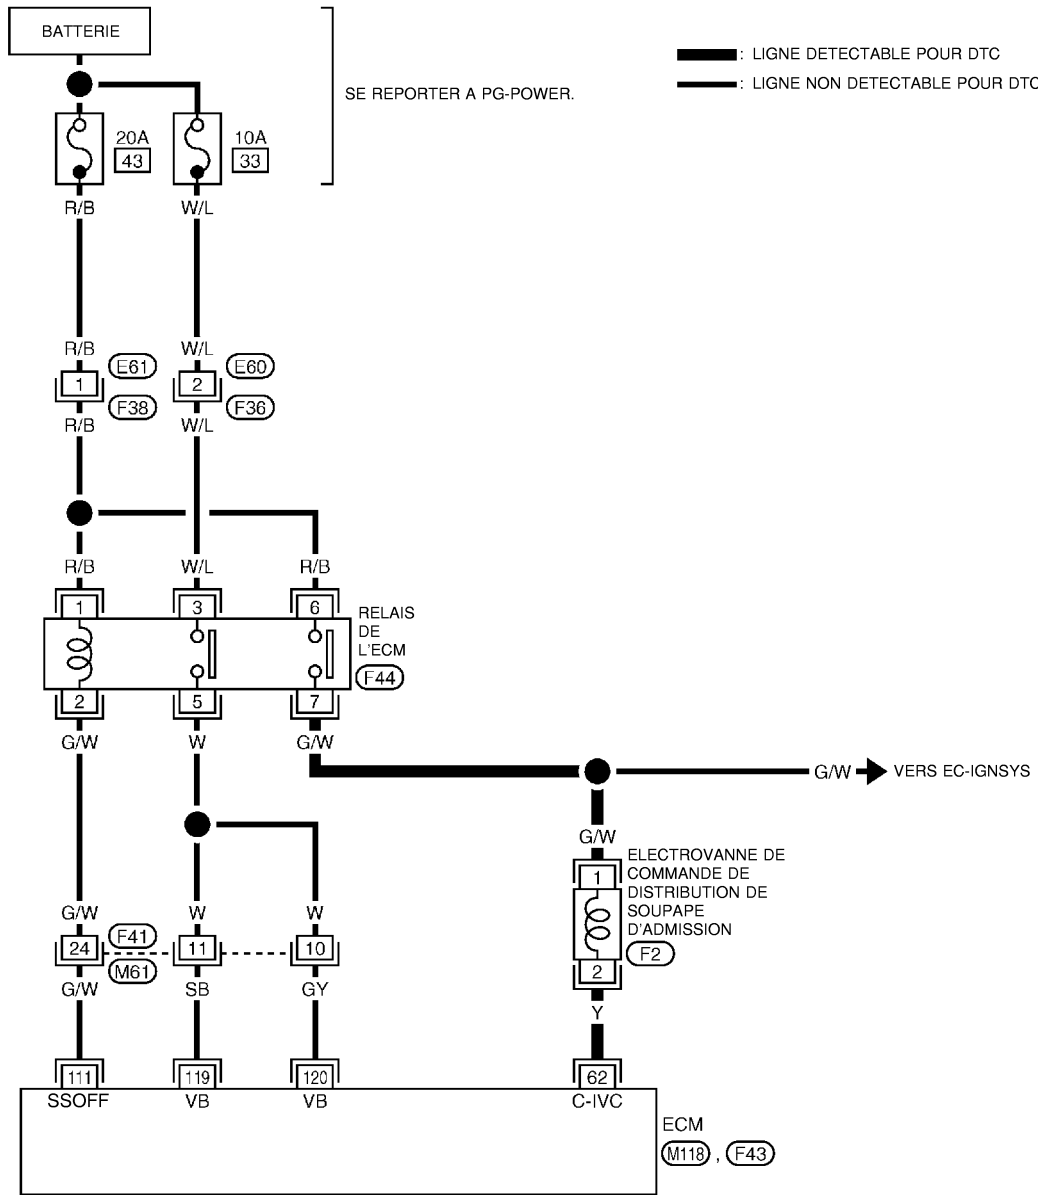 BATTERIE
: LIGNE DETECTABLE POUR DTC
: LIGNE NON DETECTABLE POUR DTC
SE REPORTER A PG-POWER.
20A
43
10A
33
R/B
W/L
R/B
W/L
E61
E60
1
2
F38
F36
R/B
W/L
R/B
W/L
R/B
1
3
6
RELAIS
DE
L'ECM
F44
2
5
7
G/W
W
G/W
G/W
VERS EC-IGNSYS
G/W
ELECTROVANNE DE
COMMANDE DE
DISTRIBUTION DE
SOUPAPE
D'ADMISSION
1
F2
2
Y
G/W
W
W
F41
24
11
10
M61
G/W
SB
GY
111
119
120
62
SSOFF
VB
VB
C-IVC
ECM
M118 , F43